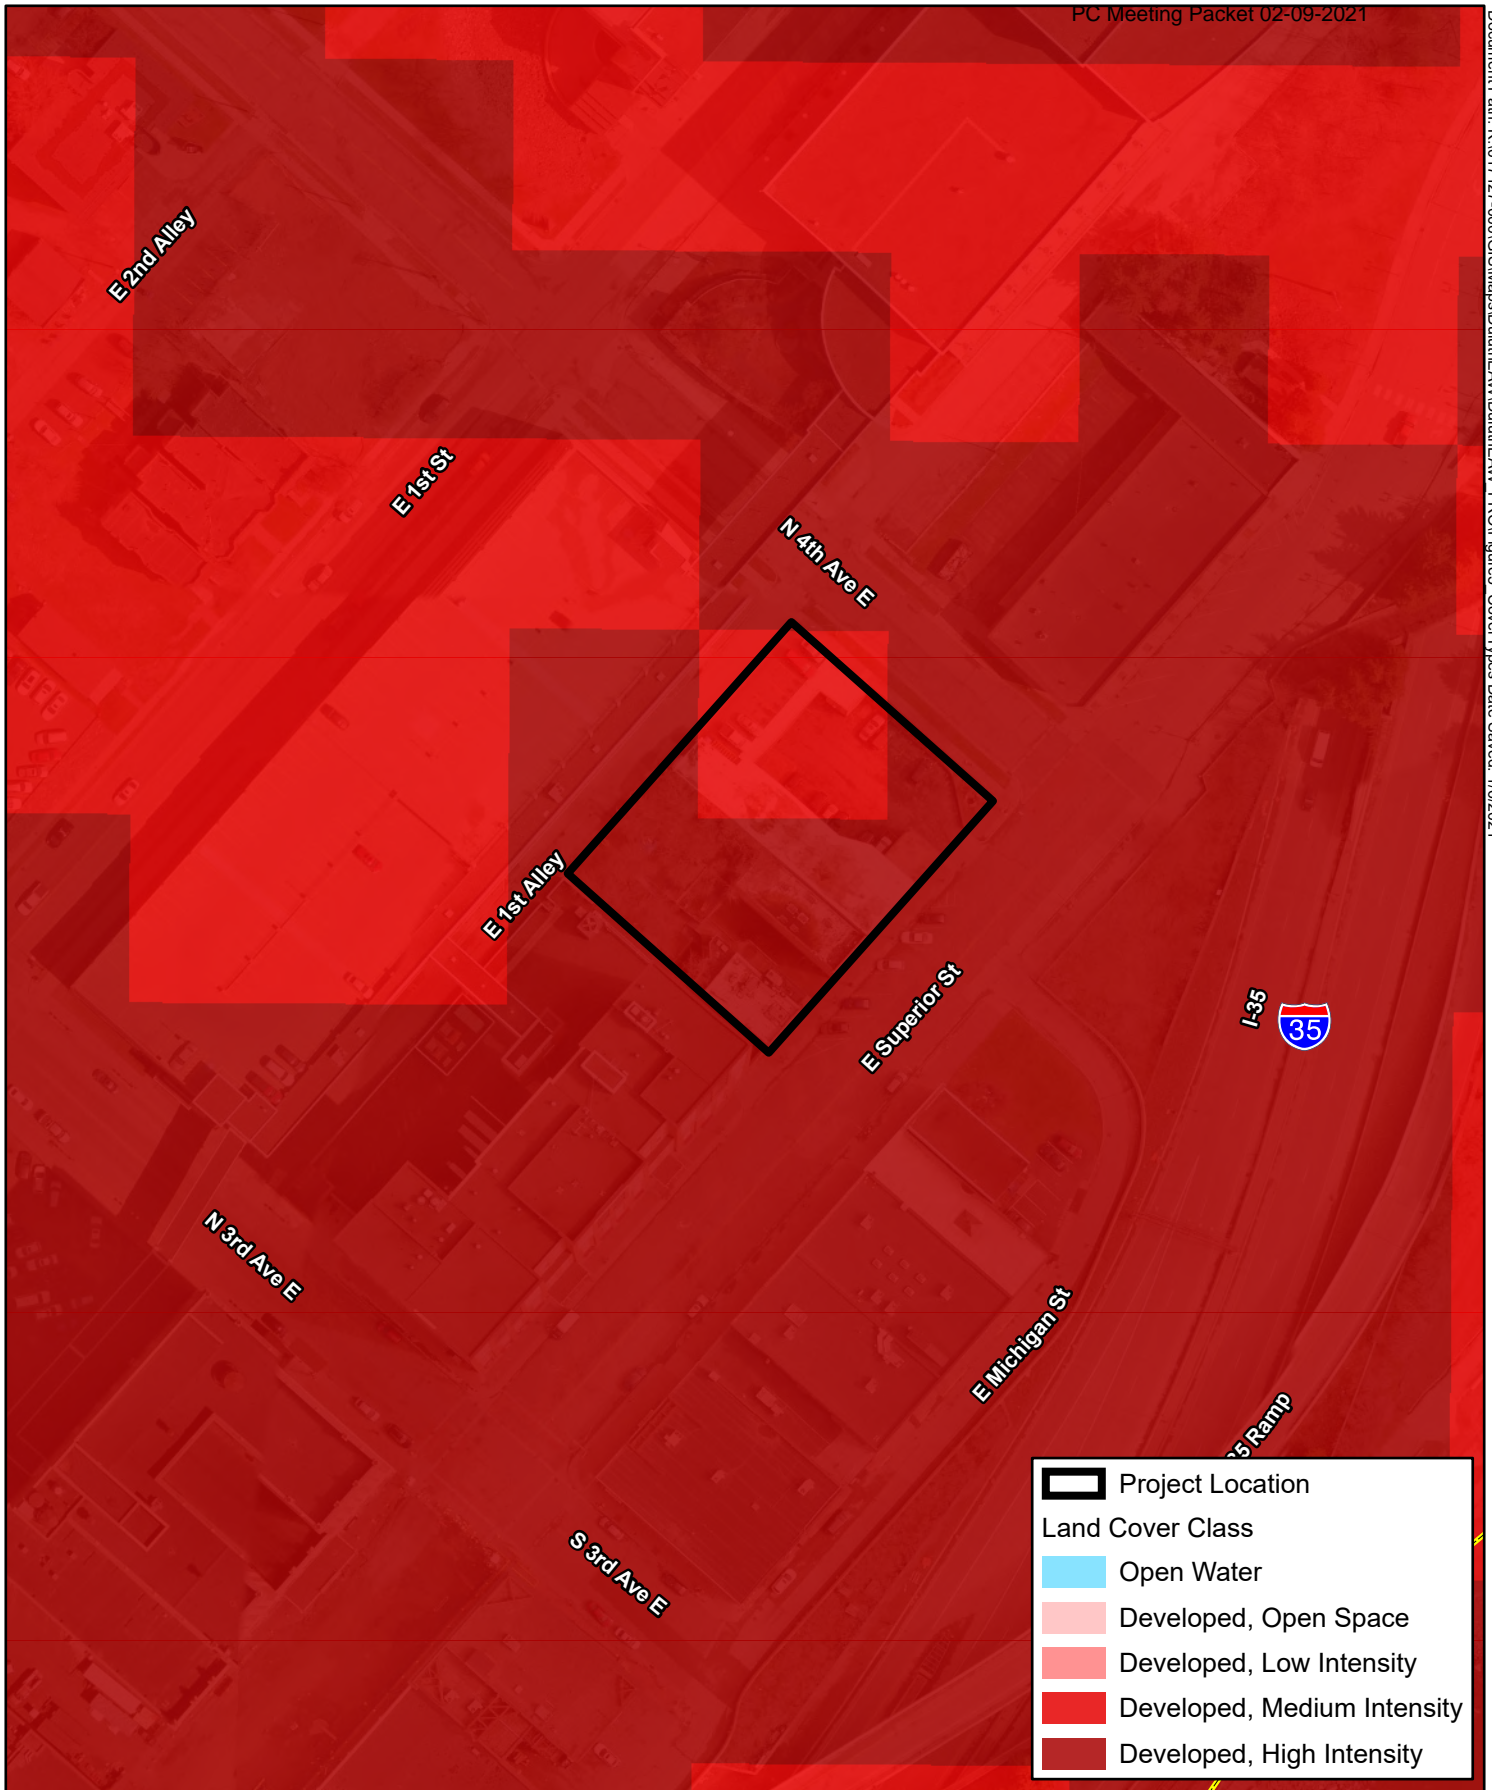 PC Meeting Packet 02-09-2021
E 2nd Alley
E 1st St
N 4th Ave E
E 1st Alley
E Superior St
I-35
35
N 3rd Ave E
E Michigan St
35 Ramp
S 3rd Ave E
Project Location
Land Cover Class
Open Water
Developed, Open Space
Developed, Low Intensity
Developed, Medium Intensity
Developed, High Intensity